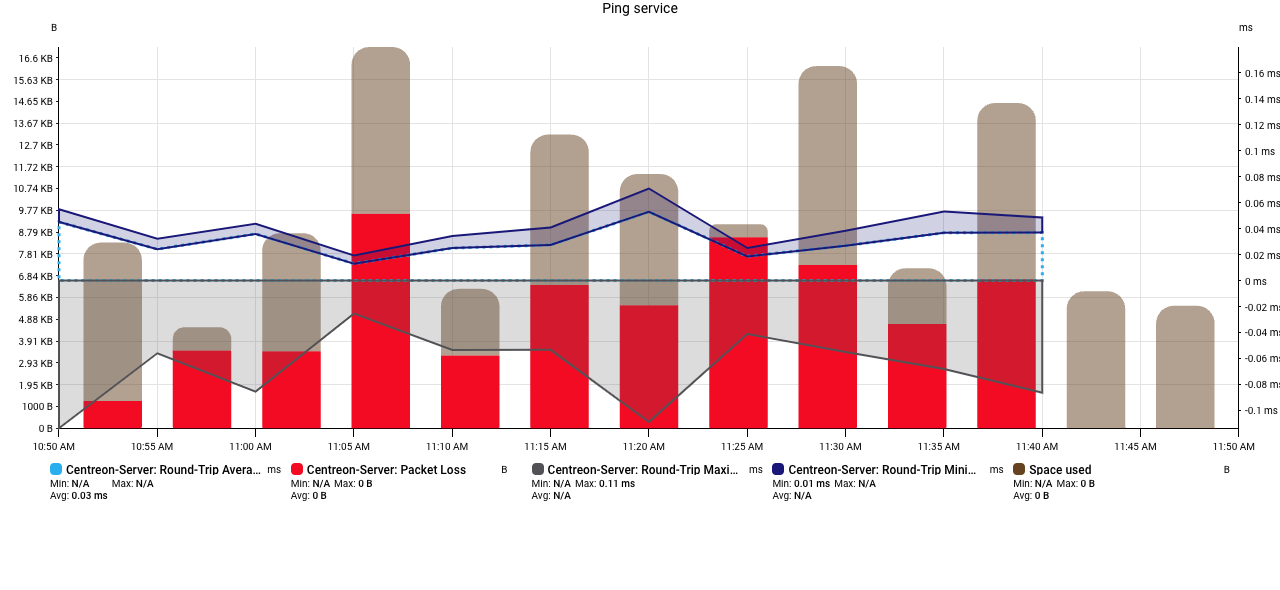 Ping service
B
ms
16.6 KB
15.63 KB
14.65 KB
13.67 KB
12.7 KB
11.72 KB
10.74 KB
9.77 KB
8.79 KB
7.81 KB
6.84 KB
5.86 KB
4.88 KB
3.91 KB
2.93 KB
1.95 KB
1000 B
0 B
0.16 ms
0.14 ms
0.12 ms
0.1 ms
0.08 ms
0.06 ms
0.04 ms
0.02 ms
0 ms
-0.02 ms
-0.04 ms
-0.06 ms
-0.08 ms
-0.1 ms
10:50 AM 10:55 AM 11:00 AM 11:05 AM 11:10 AM 11:15 AM 11:20 AM 11:25 AM 11:30 AM 11:35 AM 11:40 AM 11:45 AM 11:50 AM
Centreon-Server: Round-Trip Avera... ms
Min: N/A Max: N/A
Avg: 0.03 ms
Centreon-Server: Packet Loss B
Min: N/A Max: 0 B
Avg: 0 B
Centreon-Server: Round-Trip Maxi... ms
Min: N/A Max: 0.11 ms
Avg: N/A
Centreon-Server: Round-Trip Mini... ms
Min: 0.01 ms Max: N/A
Avg: N/A
Space used B
Min: N/A Max: 0 B
Avg: 0 B